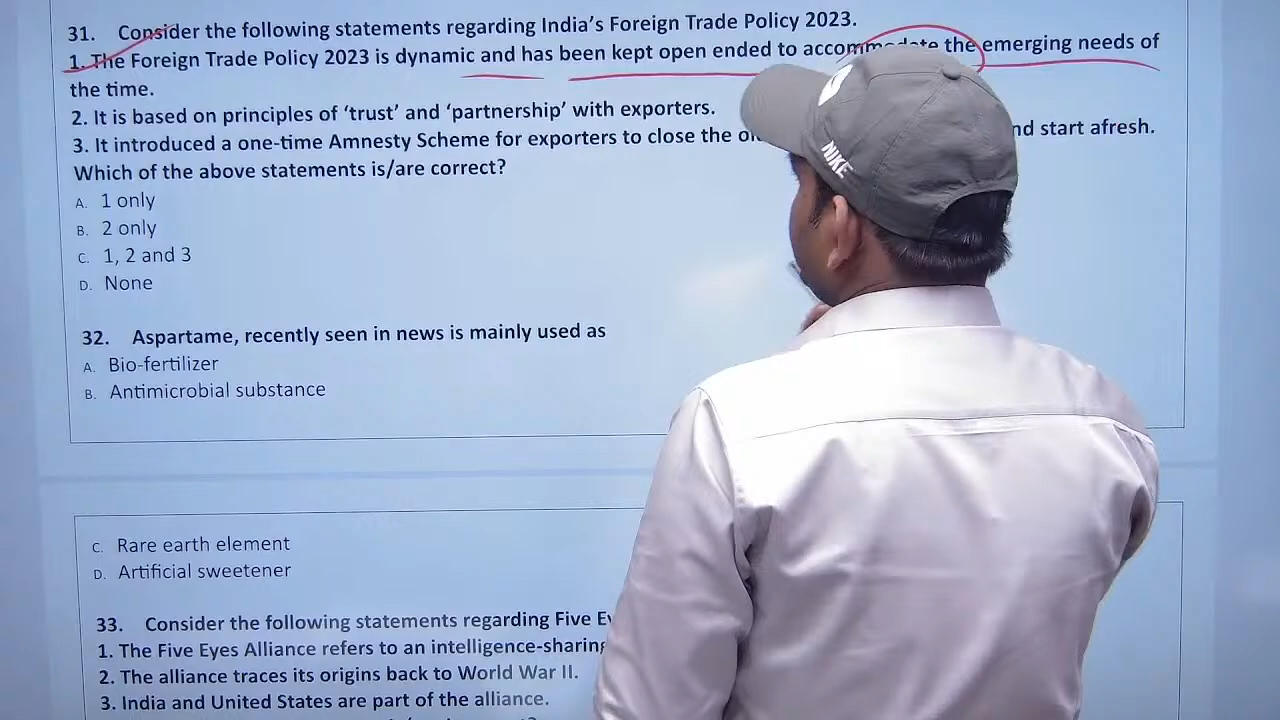 31. Consider the following statements regarding India's Foreign Trade Policy 2023.
1. The Foreign Trade Policy 2023 is dynamic and has been kept open ended to accommodate the emerging needs of
the time.
2. It is based on principles of 'trust' and 'partnership' with exporters.
3. It introduced a one-time Amnesty Scheme for exporters to close the nd start afresh.
Which of the above statements is/are correct?
A. 1 only
B. 2 only
C. 1, 2 and 3
D. None
32. Aspartame, recently seen in news is mainly used as
A. Bio-fertilizer
B. Antimicrobial substance
C. Rare earth element
D. Artificial sweetener
33. Consider the following statements regarding Five
1. The Five Eyes Alliance refers to an intelligence-sharing
2. The alliance traces its origins back to World War II.
3. India and United States are part of the alliance.
NIKE